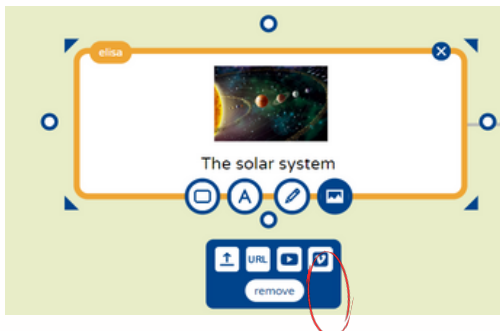 elisa
The solar system
A
URL
remove